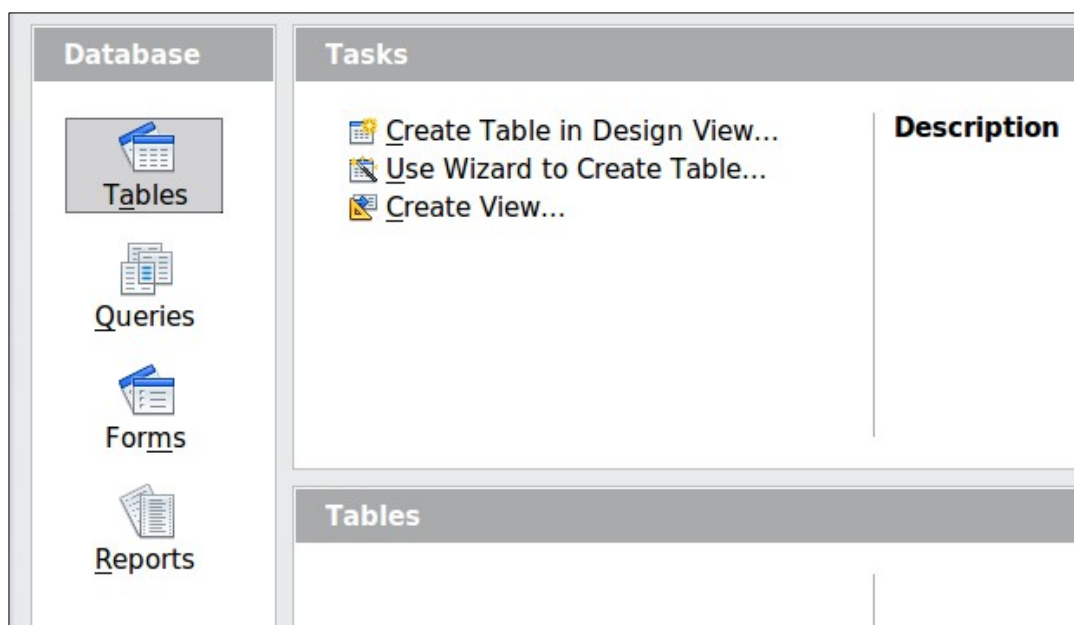 Database
Tables
Queries
Forms
Reports
Tasks
Create Table in Design View...
Use Wizard to Create Table...
Create View...
Description
Tables